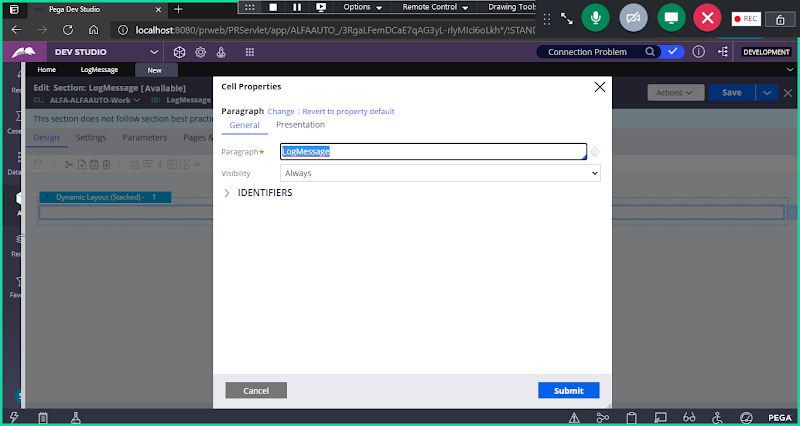 Pega Dev Studio
Options
Remote Control
Drawing Tools
REC
localhost:8080/prweb/PRServlet/app/ALFAAUTO_/3RgaLFemDCaE7qAG3yL-rlyMIci6oLkh*/!STAND
DEV STUDIO
Connection Problem
DEVELOPMENT
Home
LogMessage
New
Edit Section: LogMessage [Available]
CL: ALFA-ALFAAUTO-Work
ID: LogMessage
Actions
Save
This section does not follow section best practi
Design
Settings
Parameters
Pages &
Dynamic Layout (Stacked) - 1
Cell Properties
Paragraph Change | Revert to property default
General
Presentation
Paragraph★
LogMessage
Visibility
Always
IDENTIFIERS
Cancel
Submit
PEGA